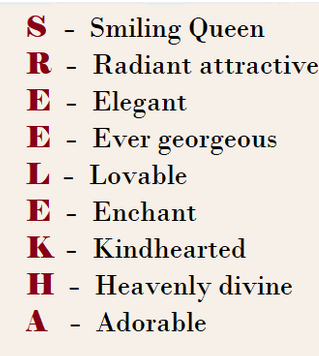 S - Smiling Queen
R - Radiant attractive
E - Elegant
E - Ever georgeous
L - Lovable
E - Enchant
K - Kindhearted
H - Heavenly divine
A - Adorable